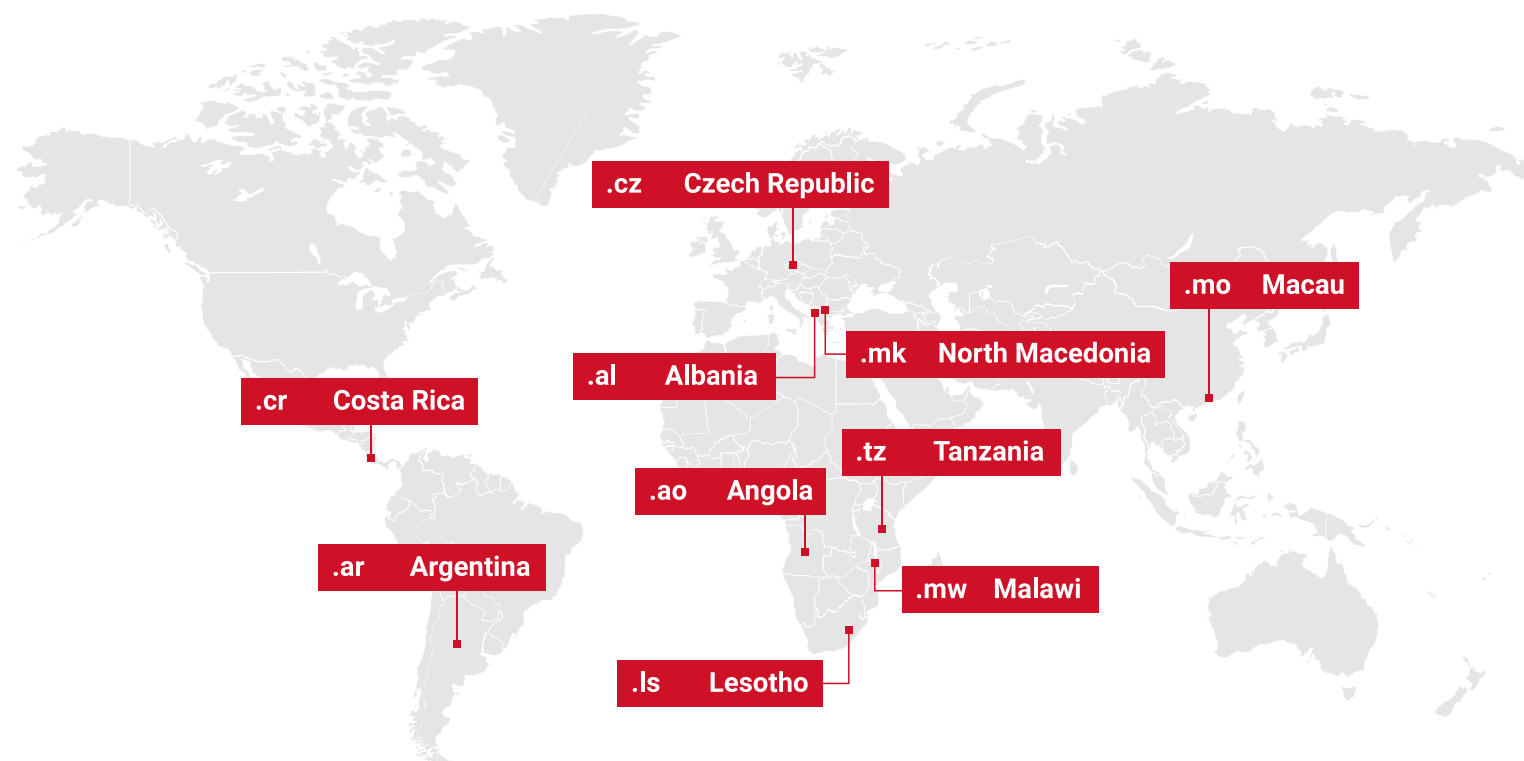 .cz Czech Republic
.mo Macau
.mk North Macedonia
.al Albania
.cr Costa Rica
.tz Tanzania
.ao Angola
.ar Argentina
.mw Malawi
.ls Lesotho